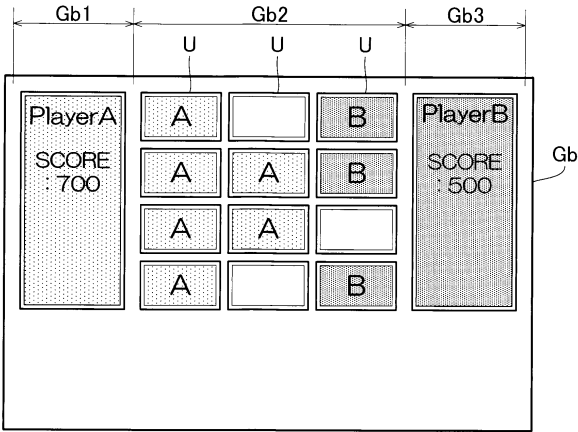 Gb1 Gb2 Gb3
U U U
PlayerA
SCORE
:700
A B
A A B
A A
A B
PlayerB
SCORE
:500
Gb